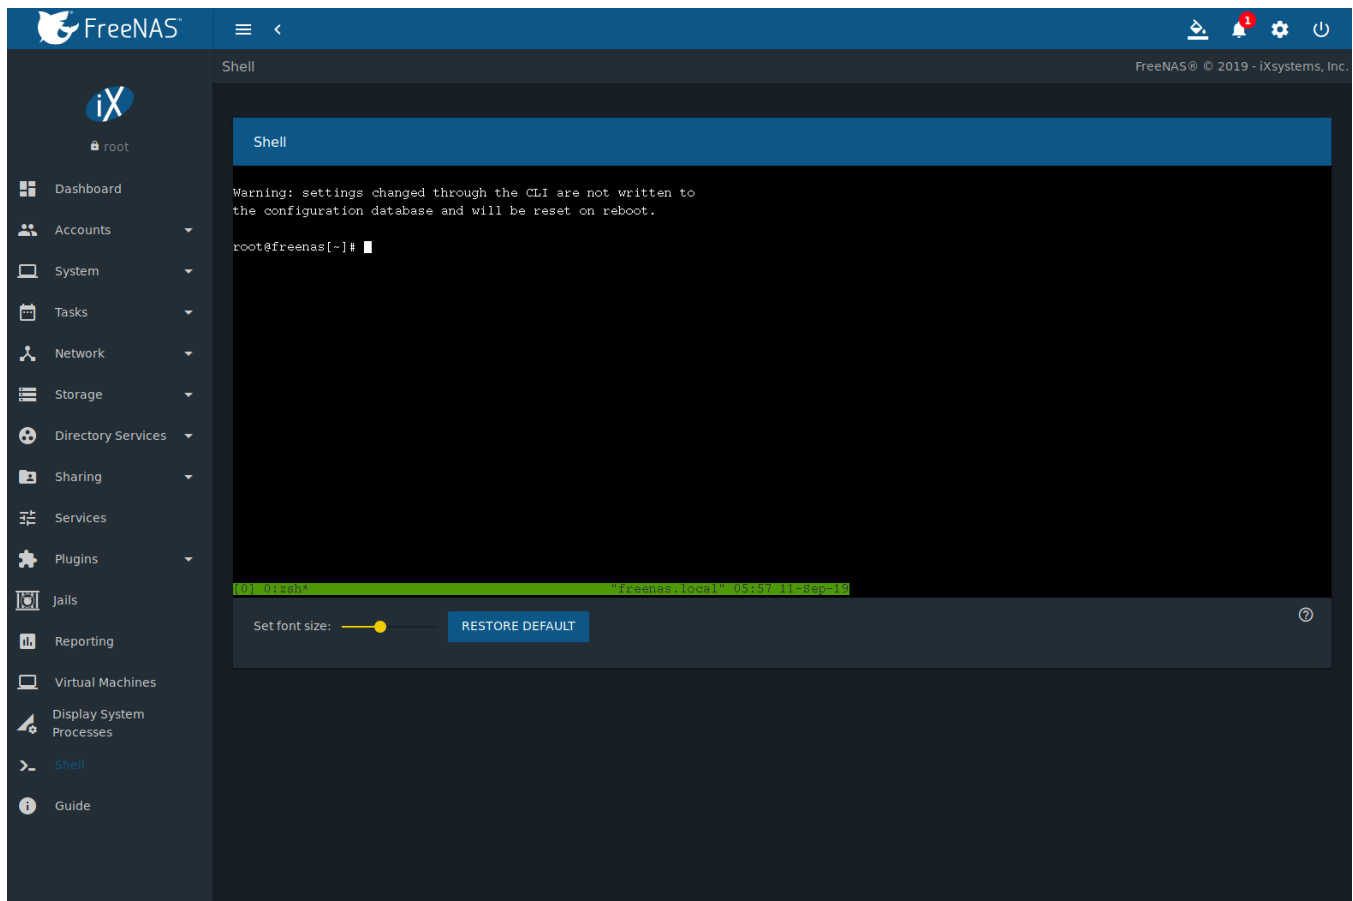 FreeNAS™
1
Shell
FreeNAS® © 2019 - iXsystems, Inc.
iX
root
Dashboard
Accounts
System
Tasks
Network
Storage
Directory Services
Sharing
Services
Plugins
Jails
Reporting
Virtual Machines
Display System
Processes
Shell
Guide
Shell
Warning: settings changed through the CLI are not written to
the configuration database and will be reset on reboot.
root@freenas[~]#
[0] 0:zsh* "freenas.local" 05:57 11-Sep-19
Set font size:
RESTORE DEFAULT